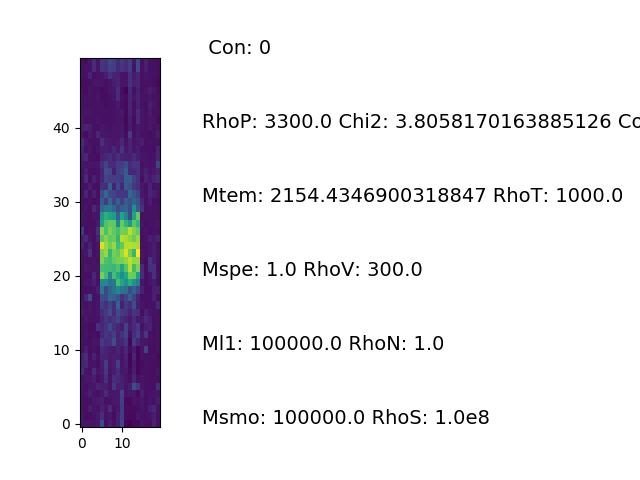 Con: 0
RhoP: 3300.0 Chi2: 3.8058170163885126 Co
Mtem: 2154.4346900318847 RhoT: 1000.0
Mspe: 1.0 RhoV: 300.0
Ml1: 100000.0 RhoN: 1.0
Msmo: 100000.0 RhoS: 1.0e8
40
30
20
10
0
0 10